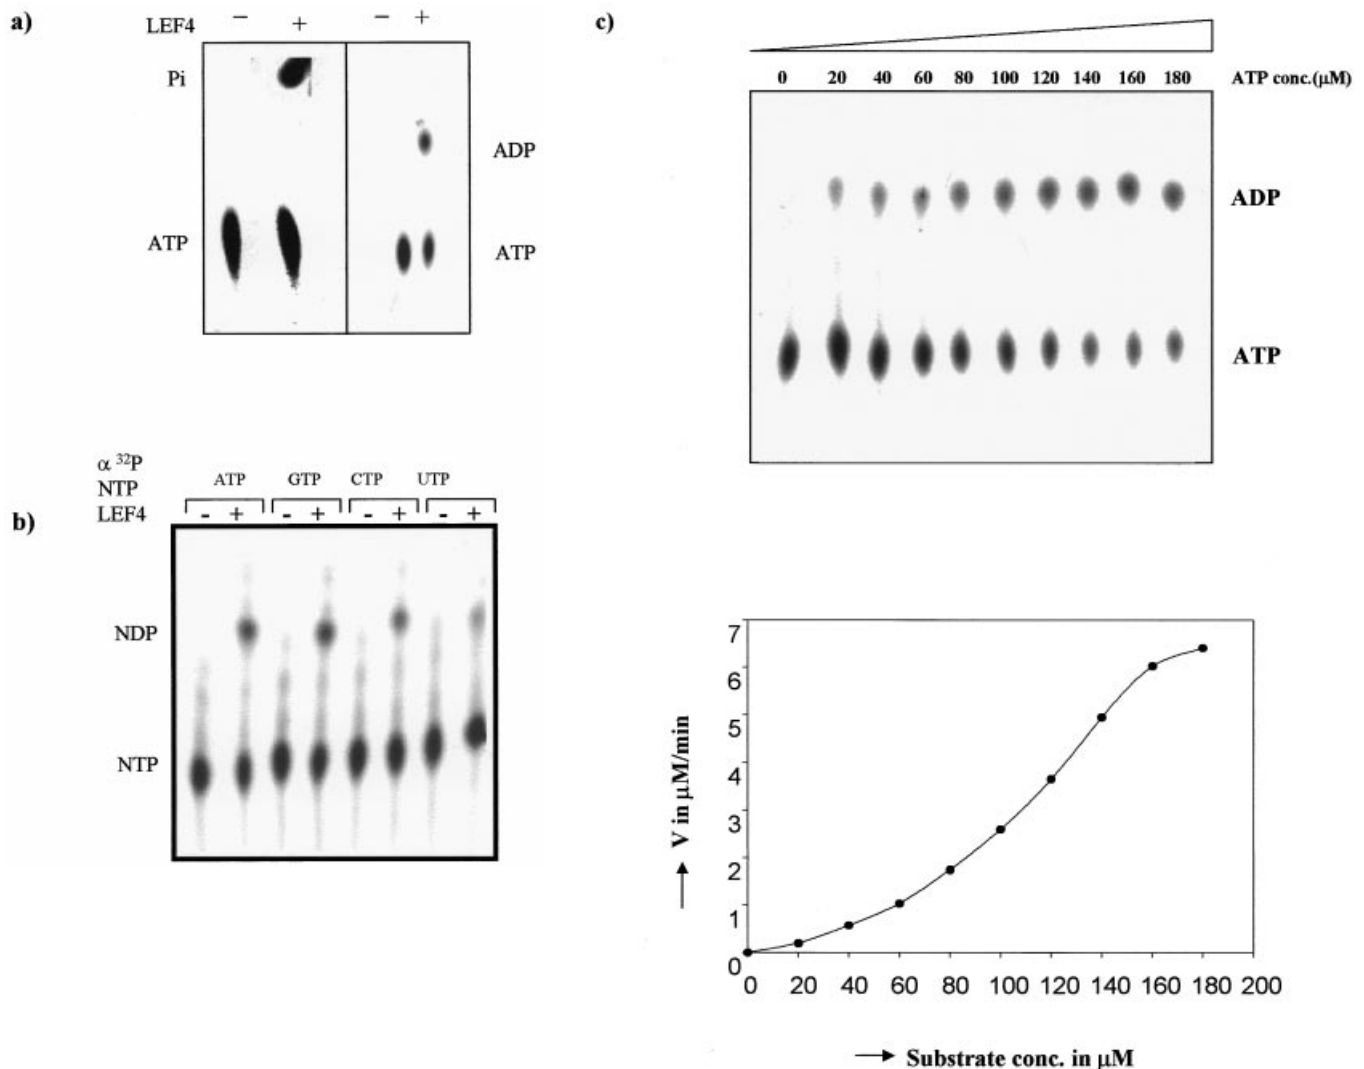 a)
LEF4 – + – +
Pi
ADP
ATP
ATP
c)
0 20 40 60 80 100 120 140 160 180 ATP conc.(μM)
ADP
ATP
b)
α ³²P
NTP
ATP GTP CTP UTP
LEF4 - + - + - + - +
NDP
NTP
7
6
5
4
3
2
1
0
V in μM/min
0 20 40 60 80 100 120 140 160 180 200
Substrate conc. in μM